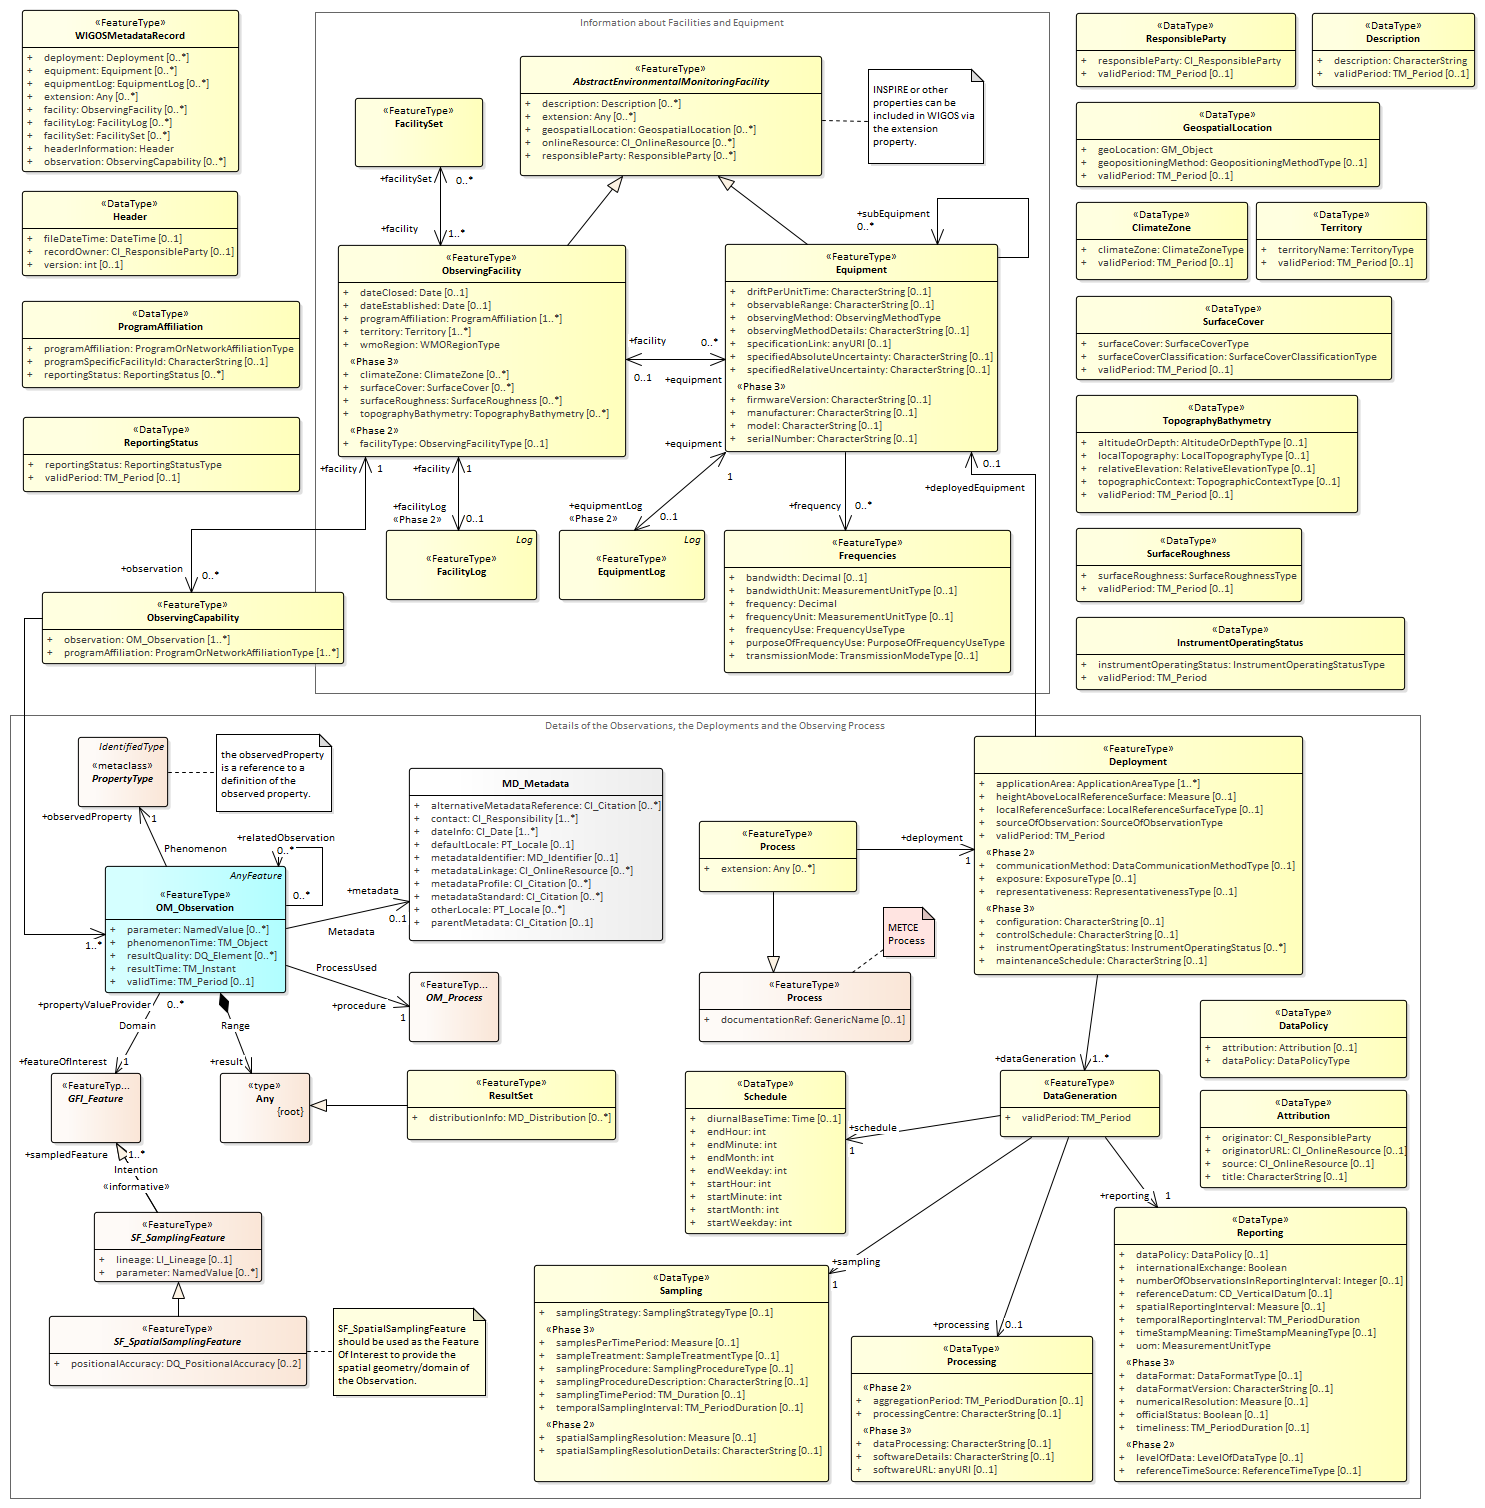 «FeatureType»
WIGOSMetadataRecord
+ deployment: Deployment [0..*]
+ equipment: Equipment [0..*]
+ equipmentLog: EquipmentLog [0..*]
+ extension: Any [0..*]
+ facility: ObservingFacility [0..*]
+ facilityLog: FacilityLog [0..*]
+ facilitySet: FacilitySet [0..*]
+ headerInformation: Header
+ observation: ObservingCapability [0..*]
«DataType»
Header
+ fileDateTime: DateTime [0..1]
+ recordOwner: CI_ResponsibleParty [0..1]
+ version: int [0..1]
«DataType»
ProgramAffiliation
+ programAffiliation: ProgramOrNetworkAffiliationType
+ programSpecificFacilityId: CharacterString [0..1]
+ reportingStatus: ReportingStatus [0..*]
«DataType»
ReportingStatus
+ reportingStatus: ReportingStatusType
+ validPeriod: TM_Period [0..1]
Information about Facilities and Equipment
«FeatureType»
FacilitySet
+facilitySet
0..*
+facility
1..*
«FeatureType»
AbstractEnvironmentalMonitoringFacility
+ description: Description [0..*]
+ extension: Any [0..*]
+ geospatialLocation: GeospatialLocation [0..*]
+ onlineResource: CI_OnlineResource [0..*]
+ responsibleParty: ResponsibleParty [0..*]
INSPIRE or other
properties can be
included in WIGOS via
the extension
property.
«FeatureType»
ObservingFacility
+ dateClosed: Date [0..1]
+ dateEstablished: Date [0..1]
+ programAffiliation: ProgramAffiliation [1..*]
+ territory: Territory [1..*]
+ wmoRegion: WMORegionType
«Phase 3»
+ climateZone: ClimateZone [0..*]
+ surfaceCover: SurfaceCover [0..*]
+ surfaceRoughness: SurfaceRoughness [0..*]
+ topographyBathymetry: TopographyBathymetry [0..*]
«Phase 2»
+ facilityType: ObservingFacilityType [0..1]
+subEquipment
0..*
«FeatureType»
Equipment
+ driftPerUnitTime: CharacterString [0..1]
+ observableRange: CharacterString [0..1]
+ observingMethod: ObservingMethodType
+ observingMethodDetails: CharacterString [0..1]
+ specificationLink: anyURI [0..1]
+ specifiedAbsoluteUncertainty: CharacterString [0..1]
+ specifiedRelativeUncertainty: CharacterString [0..1]
«Phase 3»
+ firmwareVersion: CharacterString [0..1]
+ manufacturer: CharacterString [0..1]
+ model: CharacterString [0..1]
+ serialNumber: CharacterString [0..1]
+facility
0..*
0..1
+equipment
+facility 1
+facility 1
+facilityLog
«Phase 2»
0..1
+equipment
1
+equipmentLog
«Phase 2»
0..1
+frequency
0..*
0..1
+deployedEquipment
+observation
0..*
Log
«FeatureType»
FacilityLog
Log
«FeatureType»
EquipmentLog
«FeatureType»
Frequencies
+ bandwidth: Decimal [0..1]
+ bandwidthUnit: MeasurementUnitType [0..1]
+ frequency: Decimal
+ frequencyUnit: MeasurementUnitType [0..1]
+ frequencyUse: FrequencyUseType
+ purposeOfFrequencyUse: PurposeOfFrequencyUseType
+ transmissionMode: TransmissionModeType [0..1]
«FeatureType»
ObservingCapability
+ observation: OM_Observation [1..*]
+ programAffiliation: ProgramOrNetworkAffiliationType [1..*]
«DataType»
ResponsibleParty
+ responsibleParty: CI_ResponsibleParty
+ validPeriod: TM_Period [0..1]
«DataType»
Description
+ description: CharacterString
+ validPeriod: TM_Period [0..1]
«DataType»
GeospatialLocation
+ geoLocation: GM_Object
+ geopositioningMethod: GeopositioningMethodType [0..1]
+ validPeriod: TM_Period [0..1]
«DataType»
ClimateZone
+ climateZone: ClimateZoneType
+ validPeriod: TM_Period [0..1]
«DataType»
Territory
+ territoryName: TerritoryType
+ validPeriod: TM_Period [0..1]
«DataType»
SurfaceCover
+ surfaceCover: SurfaceCoverType
+ surfaceCoverClassification: SurfaceCoverClassificationType
+ validPeriod: TM_Period [0..1]
«DataType»
TopographyBathymetry
+ altitudeOrDepth: AltitudeOrDepthType [0..1]
+ localTopography: LocalTopographyType [0..1]
+ relativeElevation: RelativeElevationType [0..1]
+ topographicContext: TopographicContextType [0..1]
+ validPeriod: TM_Period [0..1]
«DataType»
SurfaceRoughness
+ surfaceRoughness: SurfaceRoughnessType
+ validPeriod: TM_Period [0..1]
«DataType»
InstrumentOperatingStatus
+ instrumentOperatingStatus: InstrumentOperatingStatusType
+ validPeriod: TM_Period
Details of the Observations, the Deployments and the Observing Process
IdentifiedType
«metaclass»
PropertyType
the observedProperty
is a reference to a
definition of the
observed property.
+observedProperty
1
Phenomenon
+relatedObservation
0..*
0..*
AnyFeature
«FeatureType»
OM_Observation
+ parameter: NamedValue [0..*]
+ phenomenonTime: TM_Object
+ resultQuality: DQ_Element [0..*]
+ resultTime: TM_Instant
+ validTime: TM_Period [0..1]
1..*
+metadata
0..1
Metadata
ProcessUsed
+procedure
1
+propertyValueProvider
0..*
Domain
+featureOfInterest
1
Range
+result
MD_Metadata
+ alternativeMetadataReference: CI_Citation [0..*]
+ contact: CI_Responsibility [1..*]
+ dateInfo: CI_Date [1..*]
+ defaultLocale: PT_Locale [0..1]
+ metadataIdentifier: MD_Identifier [0..1]
+ metadataLinkage: CI_OnlineResource [0..*]
+ metadataProfile: CI_Citation [0..*]
+ metadataStandard: CI_Citation [0..*]
+ otherLocale: PT_Locale [0..*]
+ parentMetadata: CI_Citation [0..1]
«FeatureTyp...
OM_Process
«FeatureTyp...
GFI_Feature
«type»
Any
{root}
«FeatureType»
ResultSet
+ distributionInfo: MD_Distribution [0..*]
+sampledFeature
1..*
Intention
«informative»
«FeatureType»
SF_SamplingFeature
+ lineage: LI_Lineage [0..1]
+ parameter: NamedValue [0..*]
«FeatureType»
SF_SpatialSamplingFeature
+ positionalAccuracy: DQ_PositionalAccuracy [0..2]
SF_SpatialSamplingFeature
should be used as the Feature
Of Interest to provide the
spatial geometry/domain of
the Observation.
«FeatureType»
Process
+ extension: Any [0..*]
+deployment
1
METCE
Process
«FeatureType»
Process
+ documentationRef: GenericName [0..1]
«FeatureType»
Deployment
+ applicationArea: ApplicationAreaType [1..*]
+ heightAboveLocalReferenceSurface: Measure [0..1]
+ localReferenceSurface: LocalReferenceSurfaceType [0..1]
+ sourceOfObservation: SourceOfObservationType
+ validPeriod: TM_Period
«Phase 2»
+ communicationMethod: DataCommunicationMethodType [0..1]
+ exposure: ExposureType [0..1]
+ representativeness: RepresentativenessType [0..1]
«Phase 3»
+ configuration: CharacterString [0..1]
+ controlSchedule: CharacterString [0..1]
+ instrumentOperatingStatus: InstrumentOperatingStatus [0..*]
+ maintenanceSchedule: CharacterString [0..1]
+dataGeneration
1..*
«FeatureType»
DataGeneration
+ validPeriod: TM_Period
«DataType»
Schedule
+ diurnalBaseTime: Time [0..1]
+ endHour: int
+ endMinute: int
+ endMonth: int
+ endWeekday: int
+ startHour: int
+ startMinute: int
+ startMonth: int
+ startWeekday: int
+schedule
1
+sampling
1
+processing
0..1
+reporting
1
«DataType»
DataPolicy
+ attribution: Attribution [0..1]
+ dataPolicy: DataPolicyType
«DataType»
Attribution
+ originator: CI_ResponsibleParty
+ originatorURL: CI_OnlineResource [0..1]
+ source: CI_OnlineResource [0..1]
+ title: CharacterString [0..1]
«DataType»
Sampling
+ samplingStrategy: SamplingStrategyType [0..1]
«Phase 3»
+ samplesPerTimePeriod: Measure [0..1]
+ sampleTreatment: SampleTreatmentType [0..1]
+ samplingProcedure: SamplingProcedureType [0..1]
+ samplingProcedureDescription: CharacterString [0..1]
+ samplingTimePeriod: TM_Duration [0..1]
+ temporalSamplingInterval: TM_PeriodDuration [0..1]
«Phase 2»
+ spatialSamplingResolution: Measure [0..1]
+ spatialSamplingResolutionDetails: CharacterString [0..1]
«DataType»
Processing
«Phase 2»
+ aggregationPeriod: TM_PeriodDuration [0..1]
+ processingCentre: CharacterString [0..1]
«Phase 3»
+ dataProcessing: CharacterString [0..1]
+ softwareDetails: CharacterString [0..1]
+ softwareURL: anyURI [0..1]
«DataType»
Reporting
+ dataPolicy: DataPolicy [0..1]
+ internationalExchange: Boolean
+ numberOfObservationsInReportingInterval: Integer [0..1]
+ referenceDatum: CD_VerticalDatum [0..1]
+ spatialReportingInterval: Measure [0..1]
+ temporalReportingInterval: TM_PeriodDuration
+ timeStampMeaning: TimeStampMeaningType [0..1]
+ uom: MeasurementUnitType
«Phase 3»
+ dataFormat: DataFormatType [0..1]
+ dataFormatVersion: CharacterString [0..1]
+ numericalResolution: Measure [0..1]
+ officialStatus: Boolean [0..1]
+ timeliness: TM_PeriodDuration [0..1]
«Phase 2»
+ levelOfData: LevelOfDataType [0..1]
+ referenceTimeSource: ReferenceTimeType [0..1]